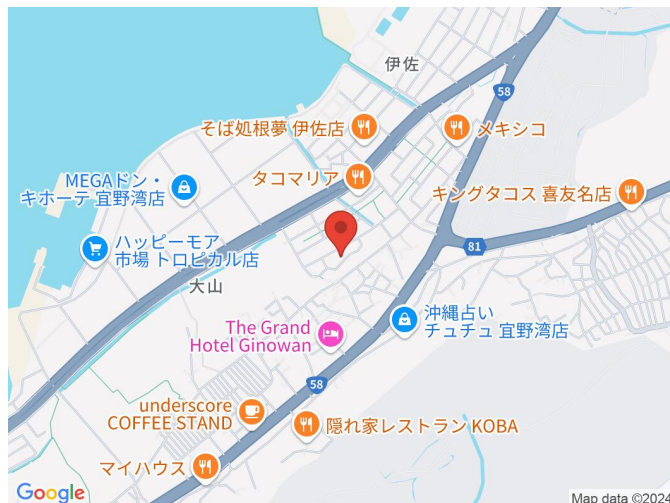 伊佐
58
そば処根夢 伊佐店
メキシコ
MEGAドン・
キホーテ 宜野湾店
タコマリア
キングタコス 喜友名店
ハッピーモア
市場 トロピカル店
81
大山
沖縄占い
チュチュ 宜野湾店
The Grand
Hotel Ginowan
58
underscore
COFFEE STAND
隠れ家レストラン KOBA
マイハウス
Google
Map data ©2024